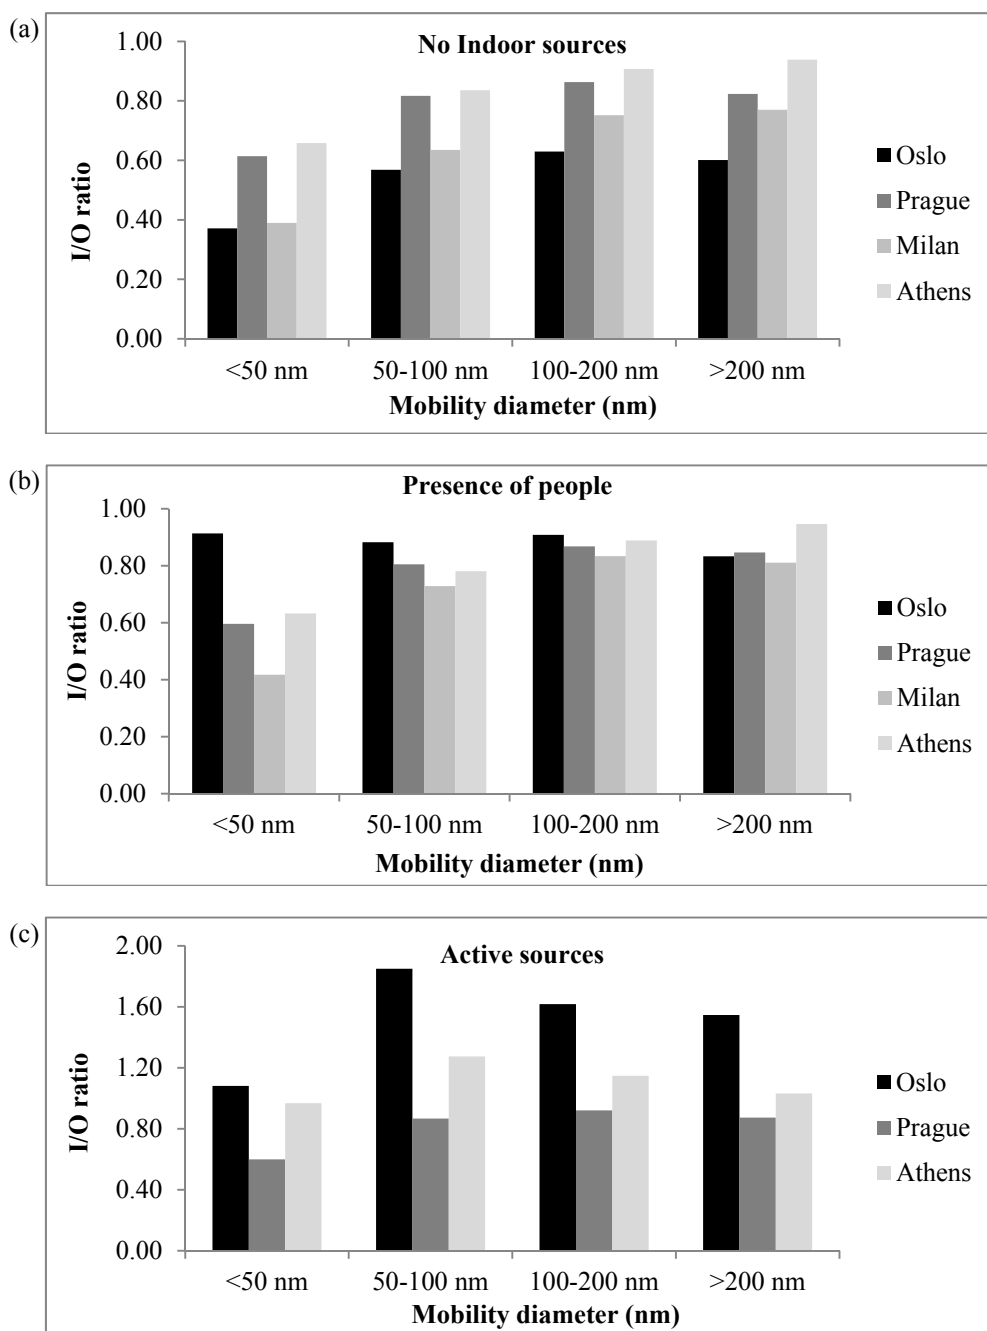 (a)
No Indoor sources
1.00
0.80
0.60
0.40
0.20
0.00
I/O ratio
<50 nm 50-100 nm 100-200 nm >200 nm
Mobility diameter (nm)
Oslo
Prague
Milan
Athens
(b)
Presence of people
1.00
0.80
0.60
0.40
0.20
0.00
I/O ratio
<50 nm 50-100 nm 100-200 nm >200 nm
Mobility diameter (nm)
Oslo
Prague
Milan
Athens
(c)
Active sources
2.00
1.60
1.20
0.80
0.40
0.00
I/O ratio
<50 nm 50-100 nm 100-200 nm >200 nm
Mobility diameter (nm)
Oslo
Prague
Athens